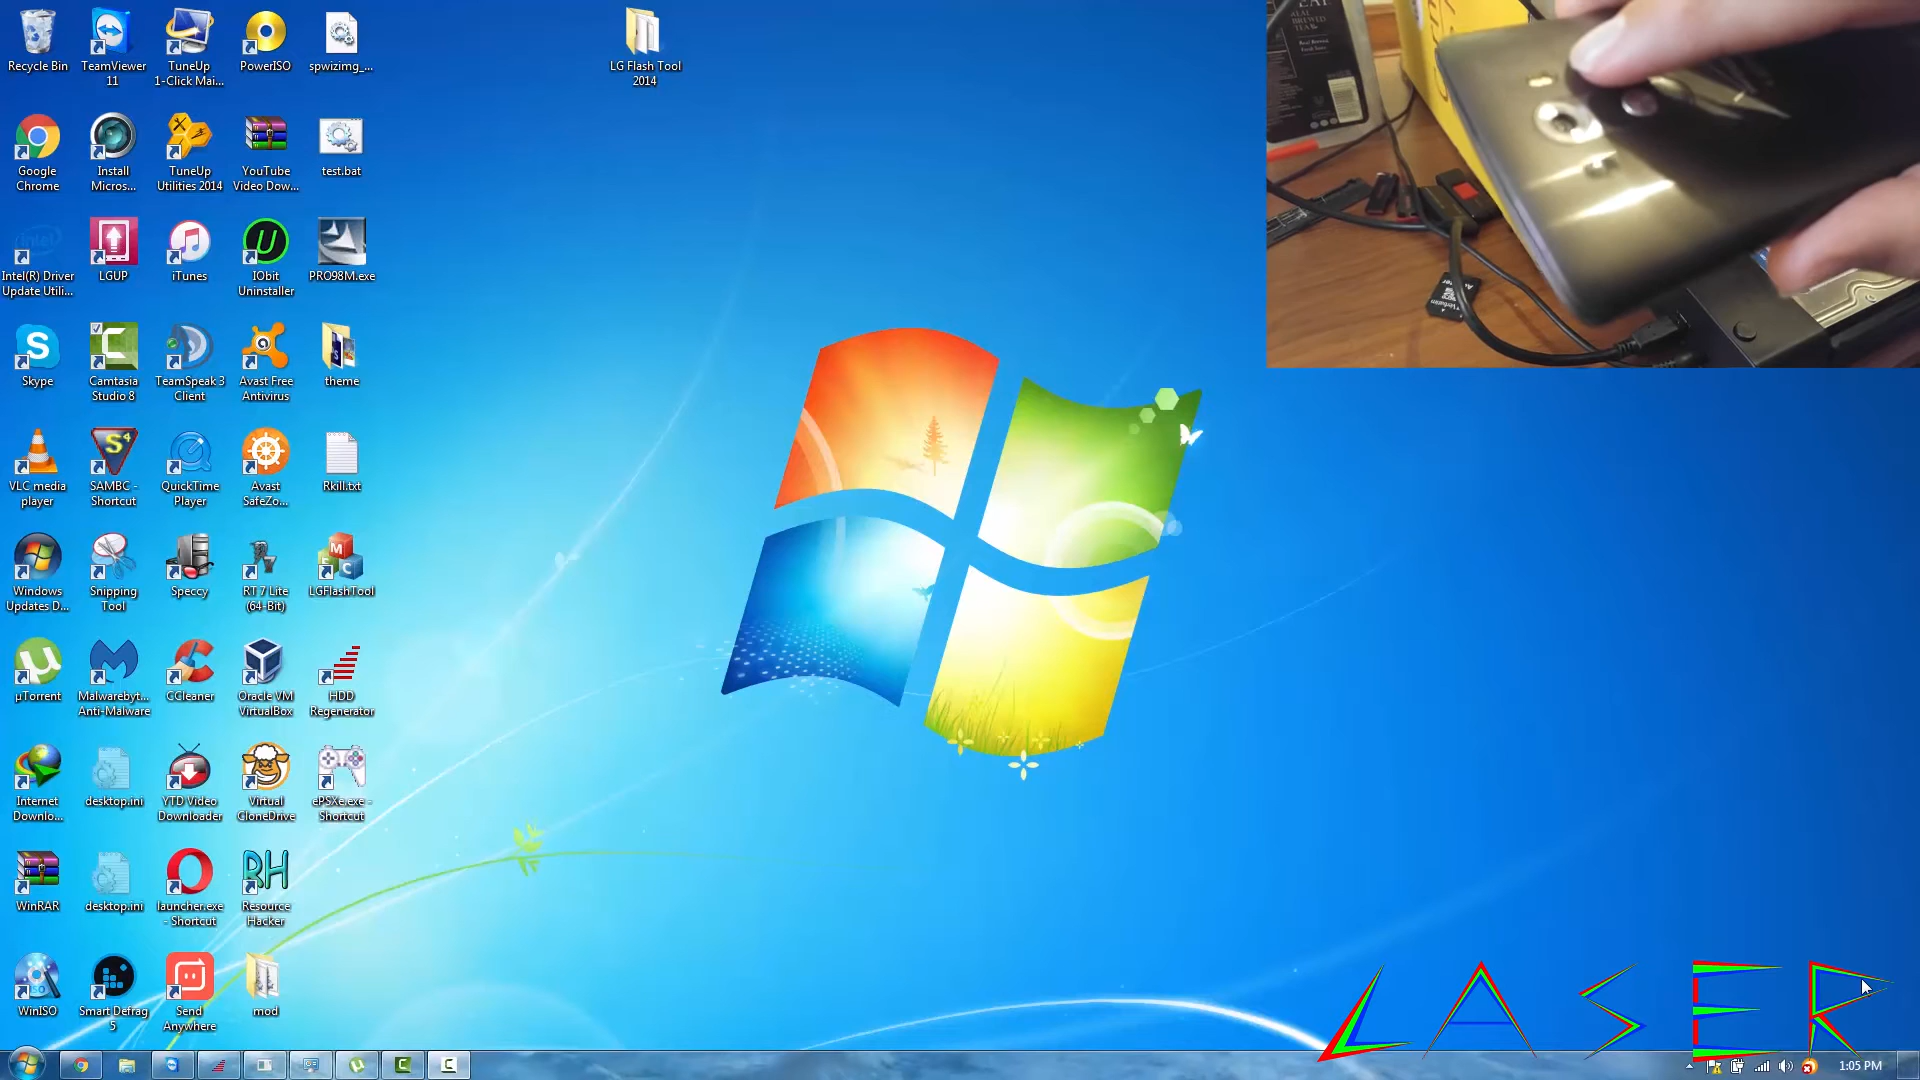 Recycle Bin
TeamViewer
11
TuneUp
1-Click Mai...
PowerISO
spwizimg_...
LG Flash Tool
2014
Google
Chrome
Install
Micros...
TuneUp
Utilities 2014
YouTube
Video Dow...
test.bat
Intel(R) Driver
Update Utili...
LGUP
iTunes
IObit
Uninstaller
PRO98M.exe
Skype
Camtasia
Studio 8
TeamSpeak 3
Client
Avast Free
Antivirus
theme
VLC media
player
SAMBC -
Shortcut
QuickTime
Player
Avast
SafeZo...
Rkill.txt
Windows
Updates D...
Snipping
Tool
Speccy
RT 7 Lite
(64-Bit)
LGFlashTool
µTorrent
Malwarebyt...
Anti-Malware
CCleaner
Oracle VM
VirtualBox
HDD
Regenerator
Internet
Downlo...
desktop.ini
YTD Video
Downloader
Virtual
CloneDrive
ePSXe.exe -
Shortcut
WinRAR
desktop.ini
launcher.exe
- Shortcut
RH
Resource
Hacker
WinISO
Smart Defrag
5
Send
Anywhere
mod
LASER
1:05 PM